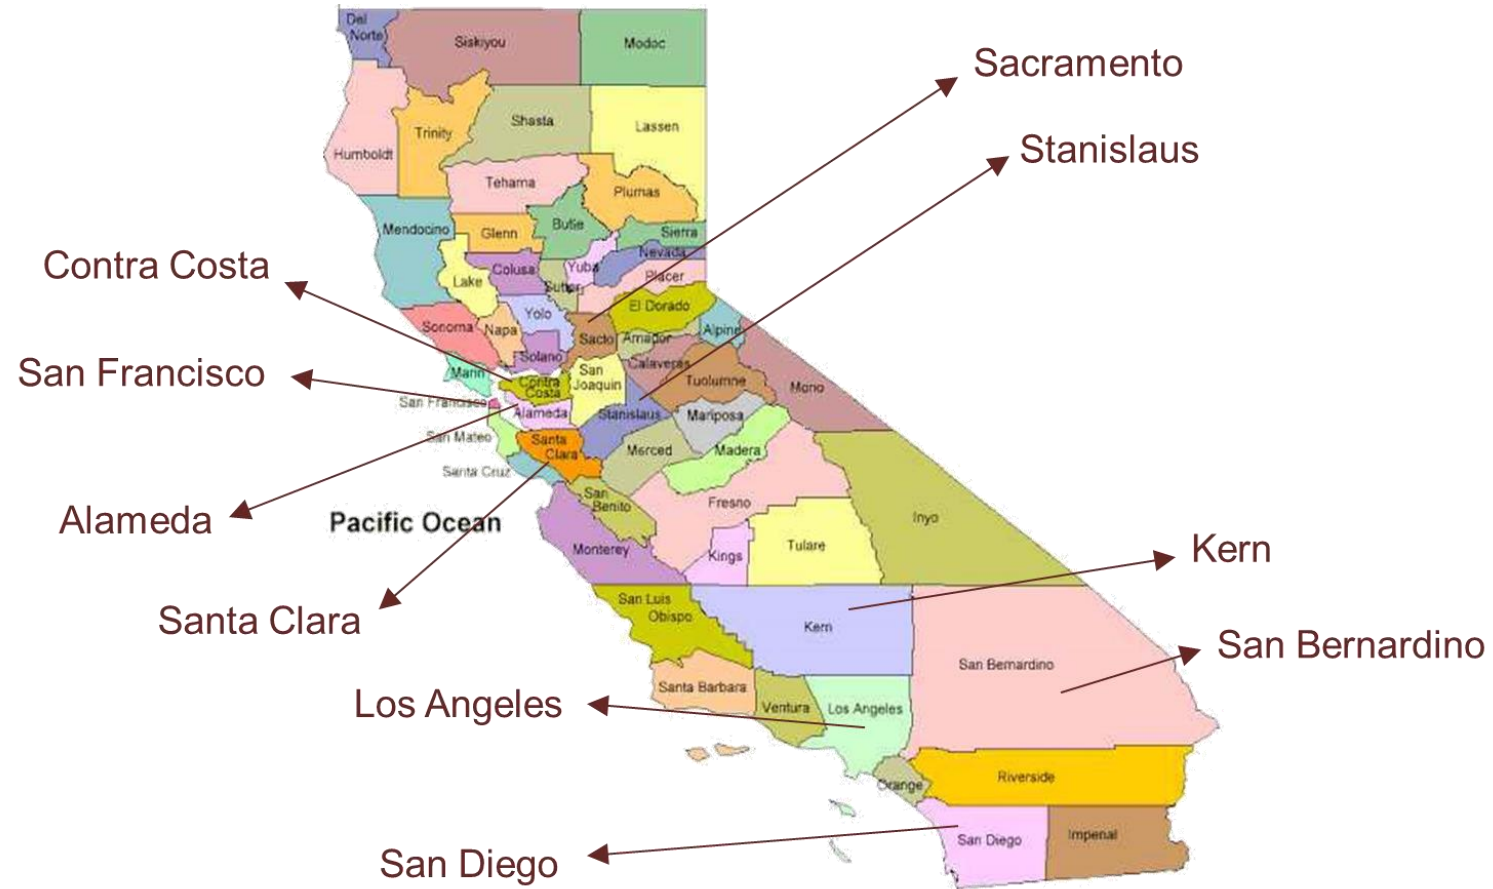 Del
Norte
Siskiyou
Modoc
Sacramento
Shasta
Lassen
Trinity
Humboldt
Stanislaus
Tehama
Plumas
Butte
Mendocino
Glenn
Sierra
Nevada
Contra Costa
Colusa
Yuba
Placer
Lake
Sutter
El Dorado
Yolo
Sonoma
Napa
Sacto
Amador
Alpine
Solano
Calaveras
San Francisco
Marin
San
Joaquin
Contra
Costa
Tuolumne
Mono
San Francisco
Alameda
Stanislaus
Mariposa
San Mateo
Santa
Clara
Merced
Madera
Santa Cruz
San
Benito
Fresno
Alameda
Pacific Ocean
Inyo
Monterey
Kings
Tulare
Kern
San Luis
Obispo
Santa Clara
Kern
San Bernardino
San Bernardino
Santa Barbara
Los Angeles
Ventura
Los Angeles
Orange
Riverside
San Diego
Imperial
San Diego